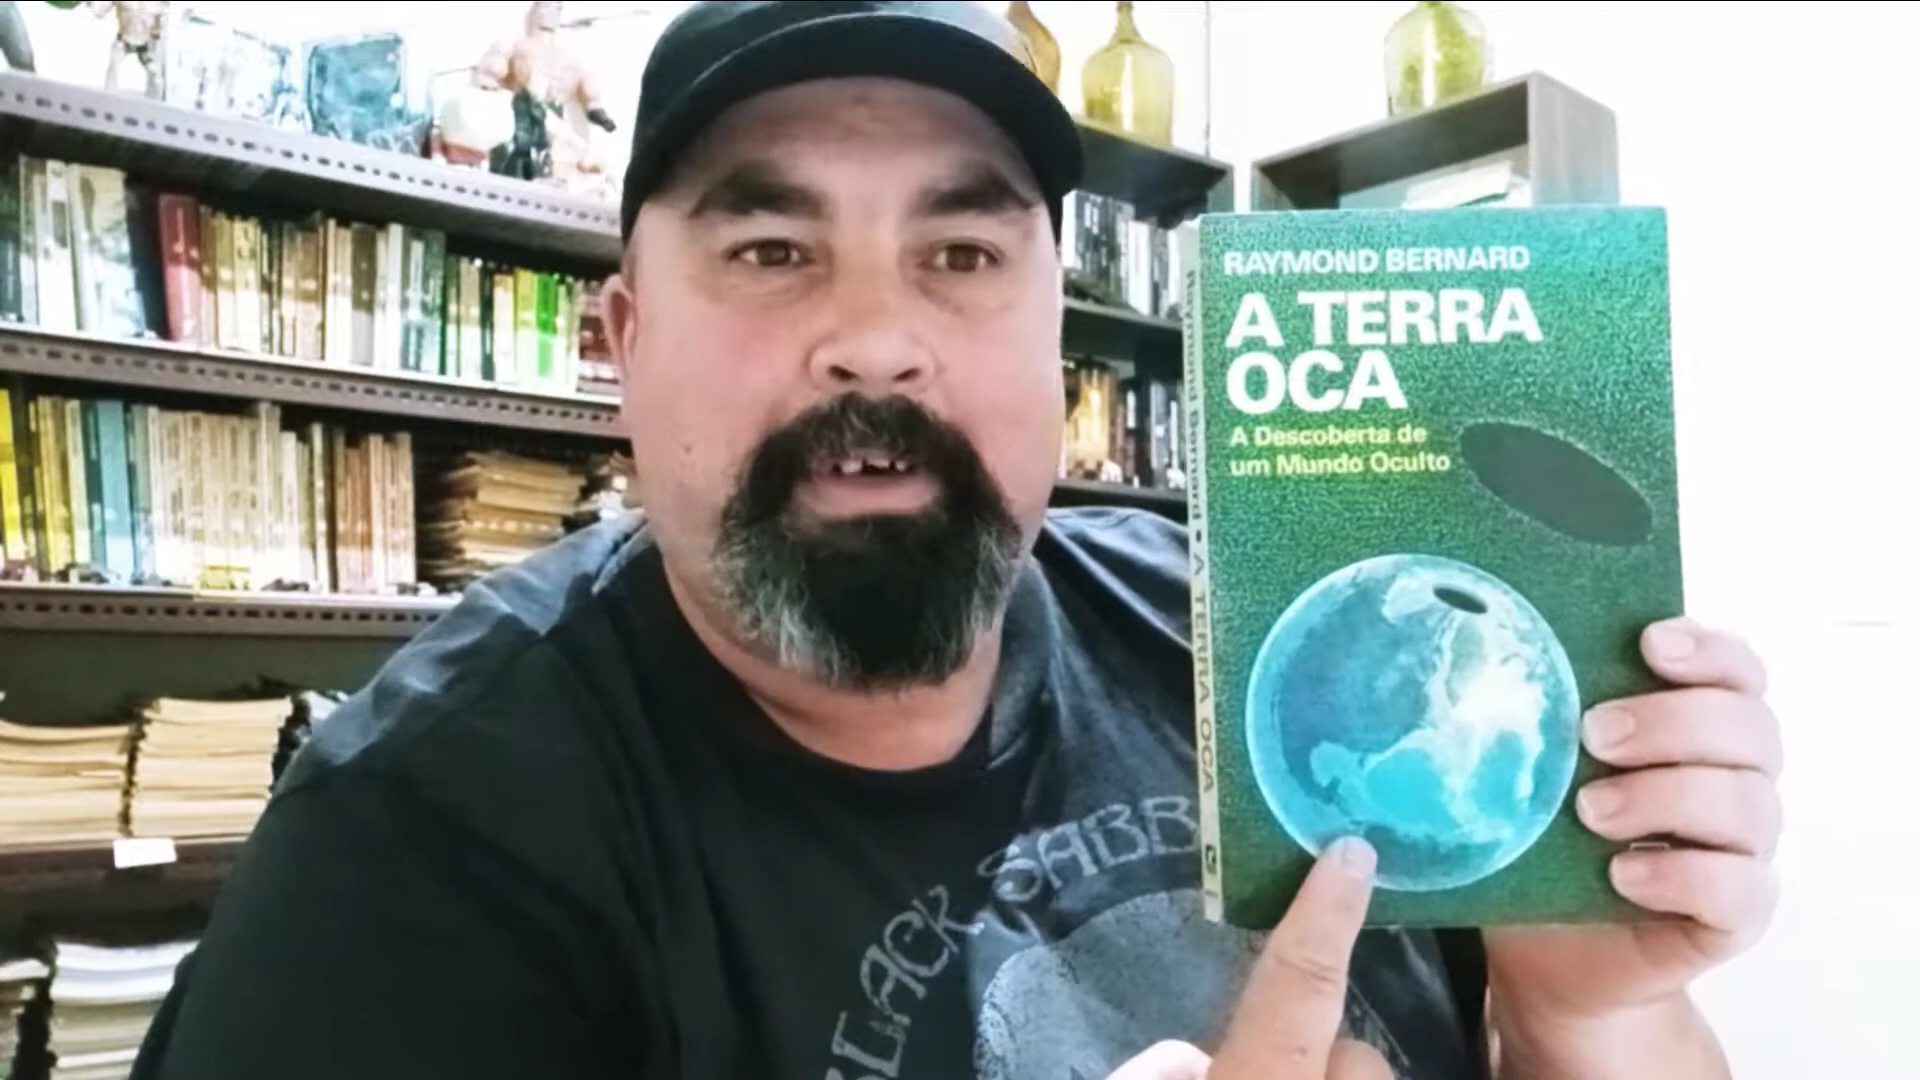 RAYMOND BERNARD
A TERRA
OCA
A Descoberta de
um Mundo Oculto
Raymond Bernard • A TERRA OCA
BLACK SABB